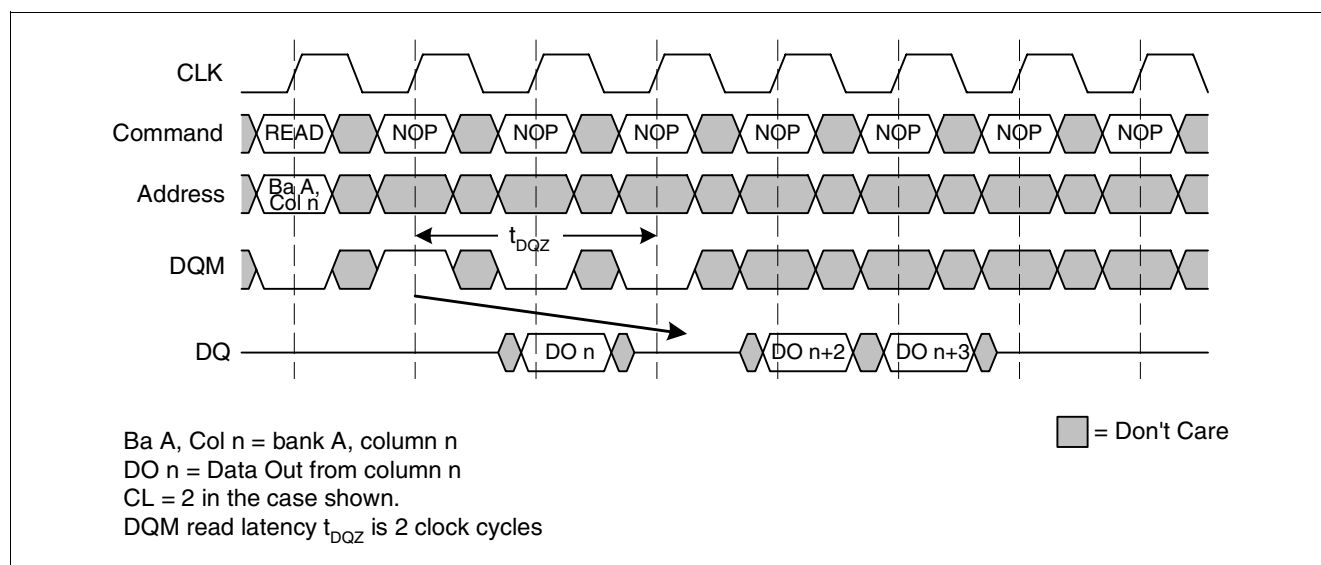 CLK
Command READ NOP NOP NOP NOP NOP NOP NOP
Address Ba A,
Col n
t_DQZ
DQM
DQ DO n DO n+2 DO n+3
Ba A, Col n = bank A, column n
DO n = Data Out from column n
CL = 2 in the case shown.
DQM read latency t_DQZ is 2 clock cycles
= Don't Care